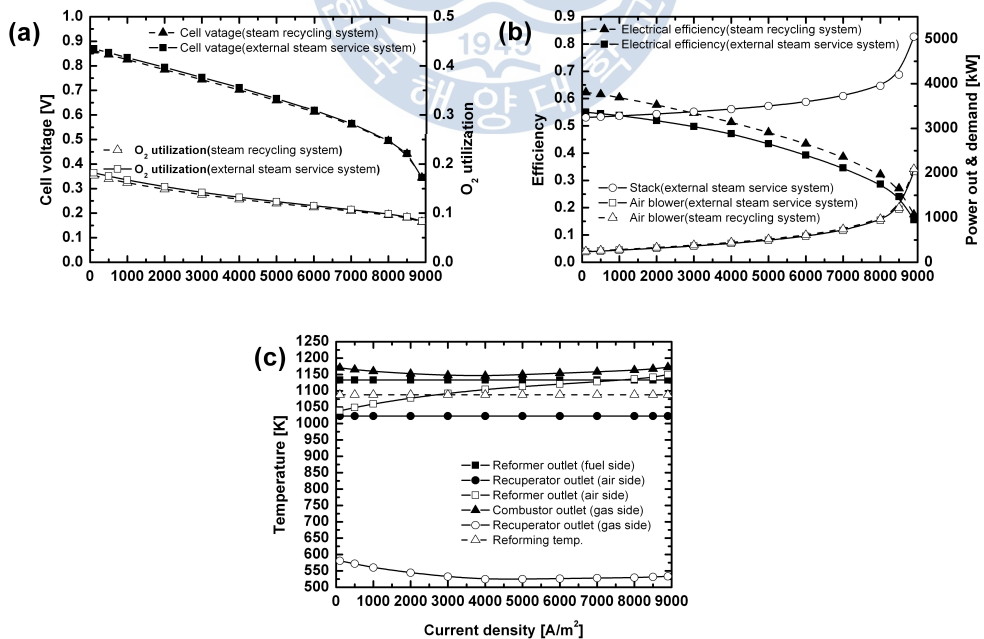 1945
해양대
(a)
1.0
0.9
0.8
0.7
0.6
0.5
0.4
0.3
0.2
0.1
0.0
Cell voltage [V]
Cell vatage(steam recycling system)
Cell vatage(external steam service system)
O2 utilization(steam recycling system)
O2 utilization(external steam service system)
0.5
0.4
0.3
0.2
0.1
0.0
O2 utilization
0 1000 2000 3000 4000 5000 6000 7000 8000 9000
(b)
0.9
0.8
0.7
0.6
0.5
0.4
0.3
0.2
0.1
0.0
Efficiency
Electrical efficiency(steam recycling system)
Electrical efficiency(external steam service system)
Stack(external steam service system)
Air blower(external steam service system)
Air blower(steam recycling system)
5000
4000
3000
2000
1000
0
Power out & demand [kW]
0 1000 2000 3000 4000 5000 6000 7000 8000 9000
(c)
1250
1200
1150
1100
1050
1000
950
900
850
800
750
700
650
600
550
500
Temperature [K]
Reformer outlet (fuel side)
Recuperator outlet (air side)
Reformer outlet (air side)
Combustor outlet (gas side)
Recuperator outlet (gas side)
Reforming temp.
0 1000 2000 3000 4000 5000 6000 7000 8000 9000
Current density [A/m2]